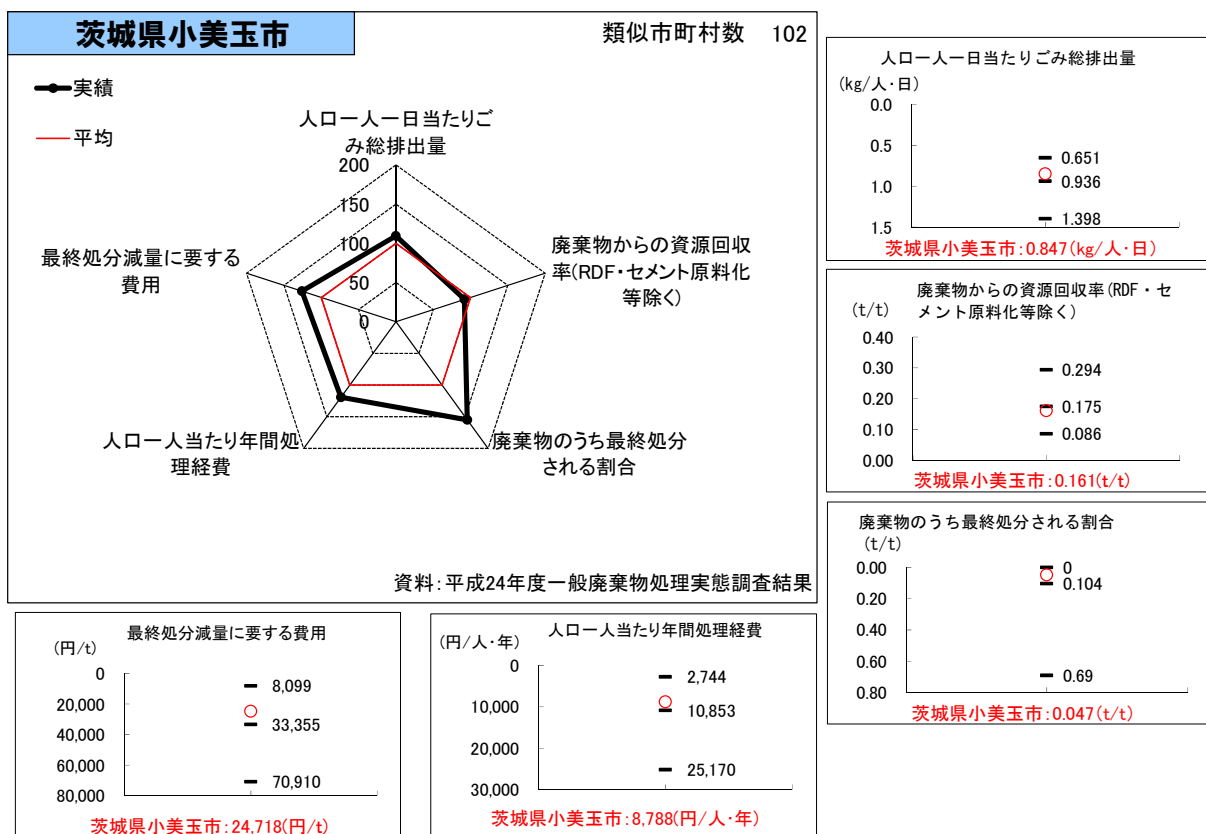 茨城県小美玉市
類似市町村数 102
実績
平均
人口一人一日当たりご
み総排出量
200
150
100
50
0
廃棄物からの資源回収
率(RDF・セメント原料化
等除く)
廃棄物のうち最終処分
される割合
人口一人当たり年間処
理経費
最終処分減量に要する
費用
資料:平成24年度一般廃棄物処理実態調査結果
人口一人一日当たりごみ総排出量
(kg/人・日)
0.0
0.5
1.0
1.5
0.651
0.936
1.398
茨城県小美玉市:0.847(kg/人・日)
廃棄物からの資源回収率(RDF・セ
メント原料化等除く)
(t/t)
0.40
0.30
0.20
0.10
0.00
0.294
0.175
0.086
茨城県小美玉市:0.161(t/t)
廃棄物のうち最終処分される割合
(t/t)
0.00
0.20
0.40
0.60
0.80
0
0.104
0.69
茨城県小美玉市:0.047(t/t)
最終処分減量に要する費用
(円/t)
0
20,000
40,000
60,000
80,000
8,099
33,355
70,910
茨城県小美玉市:24,718(円/t)
人口一人当たり年間処理経費
(円/人・年)
0
10,000
20,000
30,000
2,744
10,853
25,170
茨城県小美玉市:8,788(円/人・年)